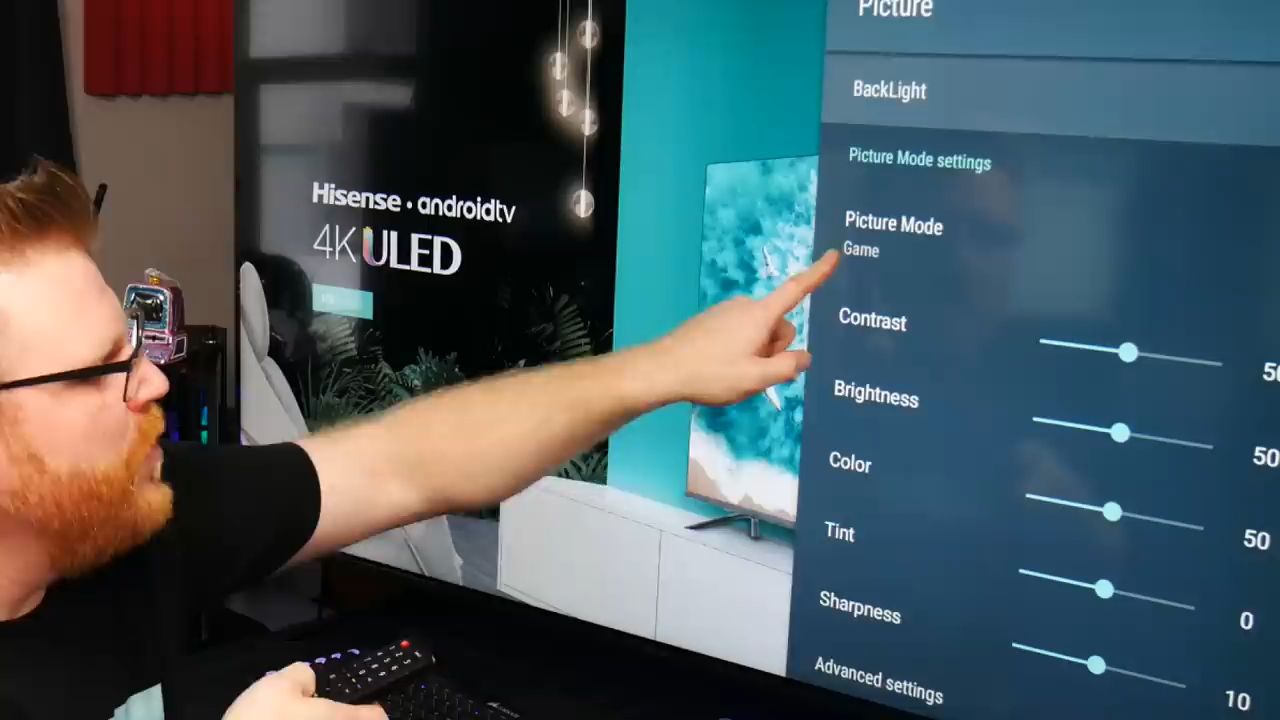 Picture
BackLight
Picture Mode settings
Picture Mode
Game
Contrast
Brightness
50
Color
50
Tint
0
Sharpness
10
Advanced settings
Hisense • androidtv
4K ULED